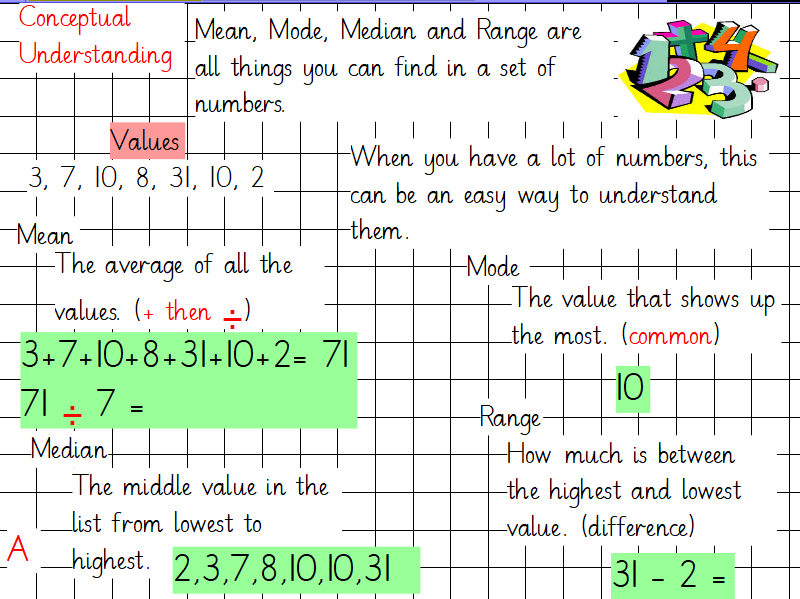 Conceptual
Understanding
Mean, Mode, Median and Range are
all things you can find in a set of
numbers.
Values
3, 7, 10, 8, 31, 10, 2
When you have a lot of numbers, this
can be an easy way to understand
them.
Mean
The average of all the
values. (+ then ÷)
3+7+10+8+31+10+2= 71
71 ÷ 7 =
Mode
The value that shows up
the most. (common)
10
Median
The middle value in the
list from lowest to
highest.
2,3,7,8,10,10,31
Range
How much is between
the highest and lowest
value. (difference)
31 - 2 =
A
1 + 4
2 3